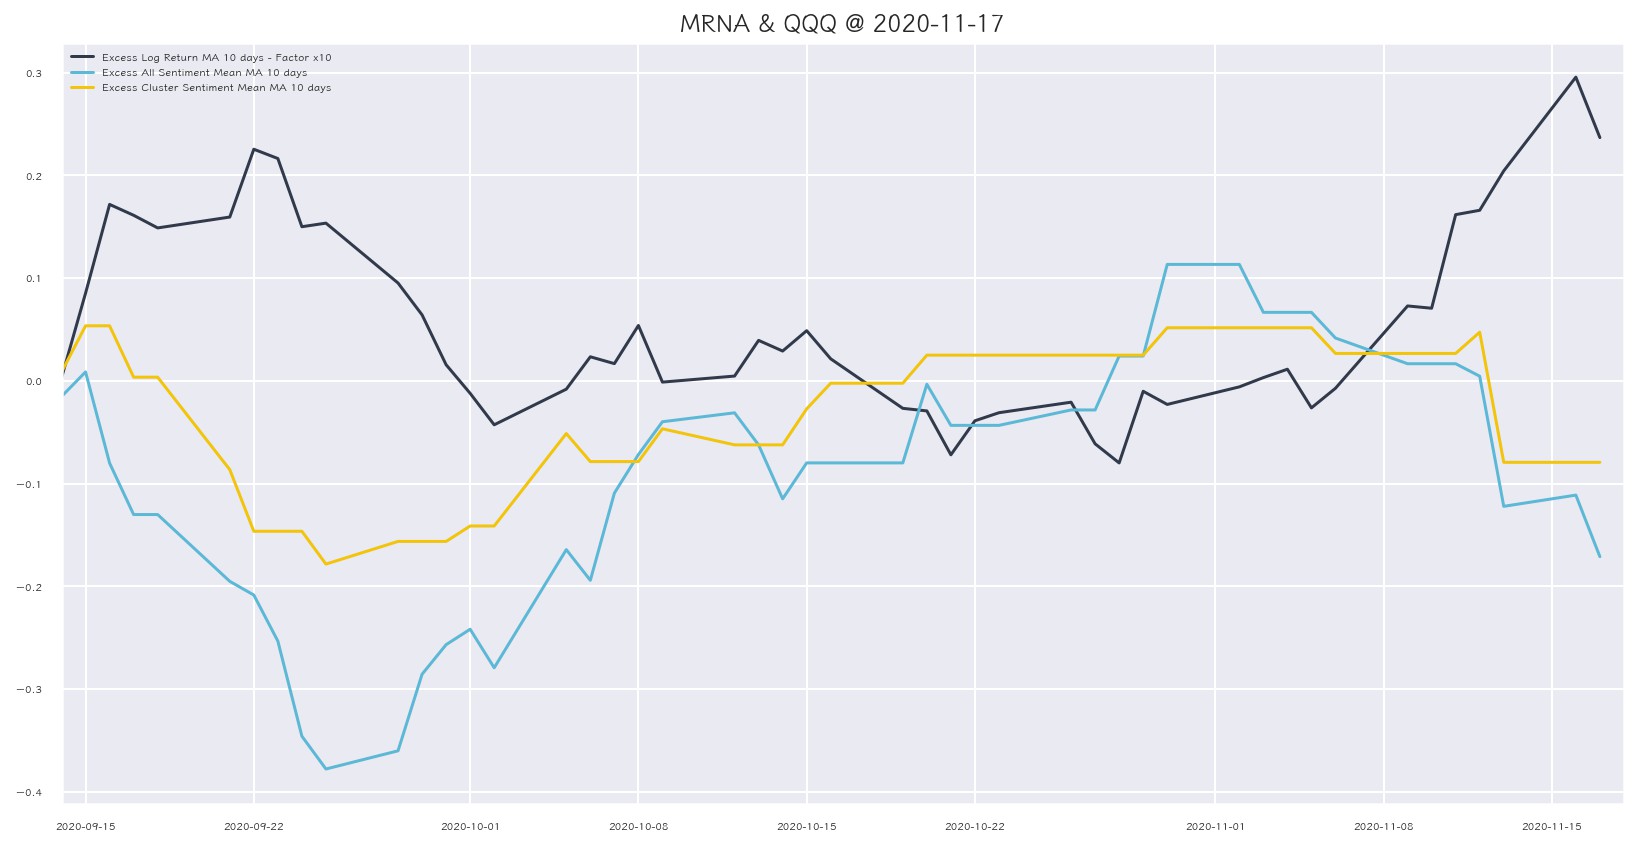 MRNA & QQQ @ 2020-11-17
Excess Log Return MA 10 days - Factor x10
Excess All Sentiment Mean MA 10 days
Excess Cluster Sentiment Mean MA 10 days
0.3
0.2
0.1
0.0
−0.1
−0.2
−0.3
−0.4
2020-09-15 2020-09-22 2020-10-01 2020-10-08 2020-10-15 2020-10-22 2020-11-01 2020-11-08 2020-11-15